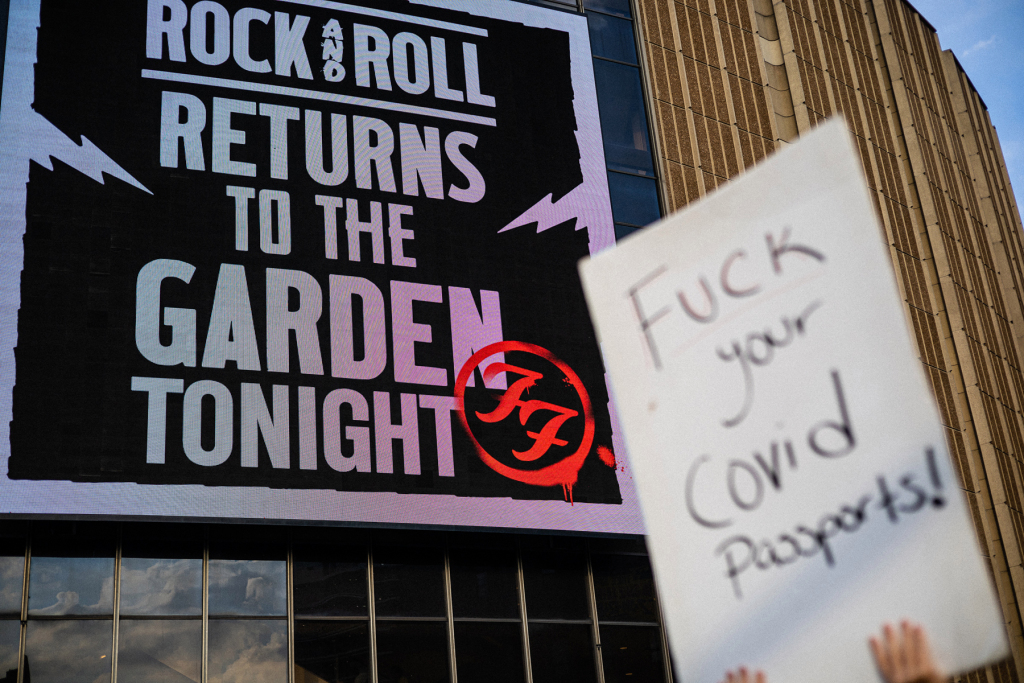 ROCK AND ROLL
RETURNS
TO THE
GARDEN
TONIGHT
FF
Fuck
your
Covid
Passports!